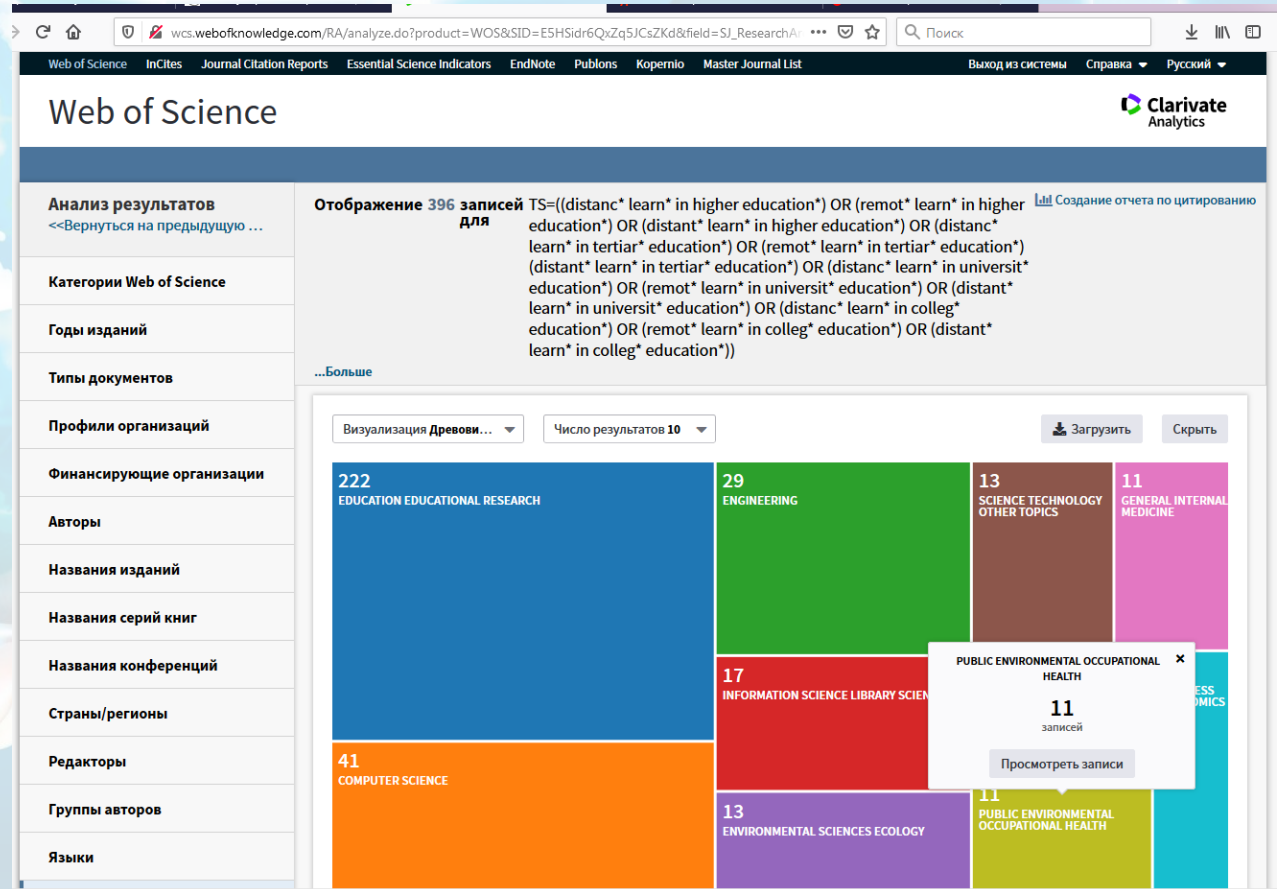 wcs.webofknowledge.com/RA/analyze.do?product=WOS&SID=E5HSidr6QxZq5JCsZKd&field=SJ_ResearchAr
Поиск
Web of Science InCites Journal Citation Reports Essential Science Indicators EndNote Publons Kopernio Master Journal List Выход из системы Справка Русский
Web of Science
Clarivate
Analytics
Анализ результатов
<<Вернуться на предыдущую ...
Категории Web of Science
Годы изданий
Типы документов
Профили организаций
Финансирующие организации
Авторы
Названия изданий
Названия серий книг
Названия конференций
Страны/регионы
Редакторы
Группы авторов
Языки
Отображение 396 записей для
TS=((distanc* learn* in higher education*) OR (remot* learn* in higher
education*) OR (distant* learn* in higher education*) OR (distanc*
learn* in tertiar* education*) OR (remot* learn* in tertiar* education*)
(distant* learn* in tertiar* education*) OR (distanc* learn* in universit*
education*) OR (remot* learn* in universit* education*) OR (distant*
learn* in universit* education*) OR (distanc* learn* in colleg*
education*) OR (remot* learn* in colleg* education*) OR (distant*
learn* in colleg* education*))
Создание отчета по цитированию
...Больше
Визуализация Древови...
Число результатов 10
Загрузить
Скрыть
222
EDUCATION EDUCATIONAL RESEARCH
41
COMPUTER SCIENCE
29
ENGINEERING
17
INFORMATION SCIENCE LIBRARY SCIEN
13
ENVIRONMENTAL SCIENCES ECOLOGY
13
SCIENCE TECHNOLOGY
OTHER TOPICS
11
GENERAL INTERNAL
MEDICINE
PUBLIC ENVIRONMENTAL OCCUPATIONAL
HEALTH
11
записей
Просмотреть записи
ESS
OMICS
11
PUBLIC ENVIRONMENTAL
OCCUPATIONAL HEALTH